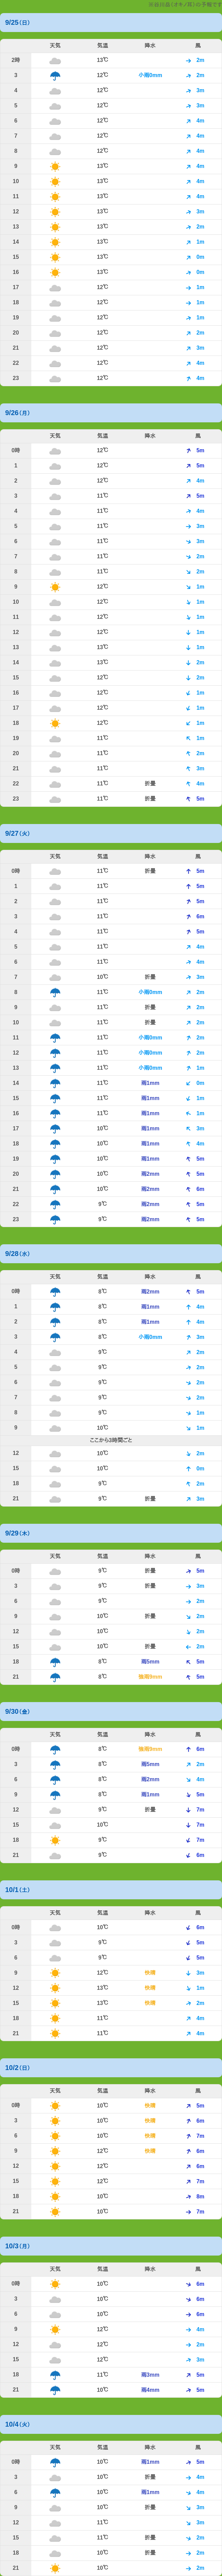 9/25(日)
天気 気温 降水 風
2時 13℃ 2m
3 12℃ 小雨0mm 2m
4 12℃ 3m
5 12℃ 3m
6 12℃ 4m
7 12℃ 4m
8 12℃ 4m
9 13℃ 4m
10 13℃ 4m
11 13℃ 4m
12 13℃ 3m
13 13℃ 2m
14 13℃ 1m
15 13℃ 0m
16 13℃ 0m
17 12℃ 1m
18 12℃ 1m
19 12℃ 1m
20 12℃ 2m
21 12℃ 3m
22 12℃ 4m
23 12℃ 4m
9/26(月)
天気 気温 降水 風
0時 12℃ 5m
1 12℃ 5m
2 12℃ 4m
3 11℃ 5m
4 11℃ 4m
5 11℃ 3m
6 11℃ 3m
7 11℃ 2m
8 11℃ 2m
9 12℃ 1m
10 12℃ 1m
11 12℃ 1m
12 12℃ 1m
13 13℃ 1m
14 13℃ 2m
15 12℃ 2m
16 12℃ 1m
17 12℃ 1m
18 12℃ 1m
19 11℃ 1m
20 11℃ 2m
21 11℃ 3m
22 11℃ 折曇 4m
23 11℃ 折曇 5m
9/27(火)
天気 気温 降水 風
0時 11℃ 折曇 5m
1 11℃ 5m
2 11℃ 5m
3 11℃ 6m
4 11℃ 5m
5 11℃ 4m
6 11℃ 4m
7 10℃ 折曇 3m
8 11℃ 小雨0mm 2m
9 11℃ 折曇 2m
10 11℃ 折曇 2m
11 11℃ 小雨0mm 2m
12 11℃ 小雨0mm 2m
13 11℃ 小雨0mm 1m
14 11℃ 雨1mm 0m
15 11℃ 雨1mm 1m
16 11℃ 雨1mm 1m
17 10℃ 雨1mm 3m
18 10℃ 雨1mm 4m
19 10℃ 雨1mm 5m
20 10℃ 雨2mm 5m
21 10℃ 雨2mm 6m
22 9℃ 雨2mm 5m
23 9℃ 雨2mm 5m
9/28(水)
天気 気温 降水 風
0時 8℃ 雨2mm 5m
1 8℃ 雨1mm 4m
2 8℃ 雨1mm 4m
3 8℃ 小雨0mm 3m
4 9℃ 2m
5 9℃ 2m
6 9℃ 2m
7 9℃ 2m
8 9℃ 1m
9 10℃ 1m
ここから3時間ごと
12 10℃ 2m
15 10℃ 0m
18 9℃ 2m
21 9℃ 折曇 3m
9/29(木)
天気 気温 降水 風
0時 9℃ 折曇 5m
3 9℃ 折曇 3m
6 9℃ 2m
9 10℃ 折曇 2m
12 10℃ 2m
15 10℃ 折曇 2m
18 9℃ 雨5mm 5m
21 8℃ 強雨9mm 5m
9/30(金)
天気 気温 降水 風
0時 8℃ 強雨9mm 6m
3 8℃ 雨5mm 2m
6 8℃ 雨2mm 4m
9 8℃ 雨1mm 5m
12 9℃ 折曇 7m
15 10℃ 7m
18 9℃ 7m
21 9℃ 6m
10/1(土)
天気 気温 降水 風
0時 10℃ 6m
3 9℃ 5m
6 9℃ 5m
9 12℃ 快晴 3m
12 13℃ 快晴 1m
15 13℃ 快晴 2m
18 11℃ 4m
21 11℃ 4m
10/2(日)
天気 気温 降水 風
0時 10℃ 快晴 5m
3 10℃ 快晴 6m
6 10℃ 快晴 7m
9 12℃ 快晴 6m
12 12℃ 6m
15 12℃ 7m
18 10℃ 8m
21 10℃ 7m
10/3(月)
天気 気温 降水 風
0時 10℃ 6m
3 10℃ 6m
6 10℃ 6m
9 12℃ 4m
12 12℃ 2m
15 12℃ 3m
18 11℃ 雨3mm 5m
21 10℃ 雨4mm 5m
10/4(火)
天気 気温 降水 風
0時 10℃ 雨1mm 5m
3 10℃ 折曇 4m
6 10℃ 雨1mm 4m
9 10℃ 折曇 3m
12 11℃ 3m
15 11℃ 折曇 2m
18 10℃ 折曇 2m
21 10℃ 2m